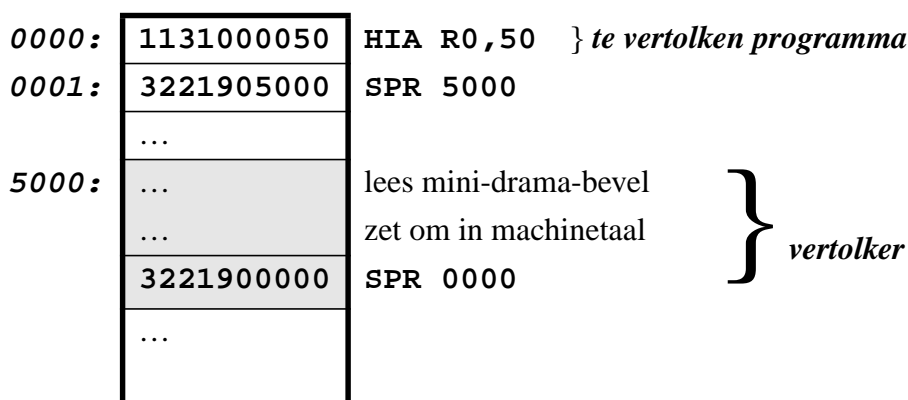 0000: 1131000050 HIA R0,50 } te vertolken programma
0001: 3221905000 SPR 5000
...
5000: ... lees mini-drama-bevel
... zet om in machinetaal } vertolker
3221900000 SPR 0000
...